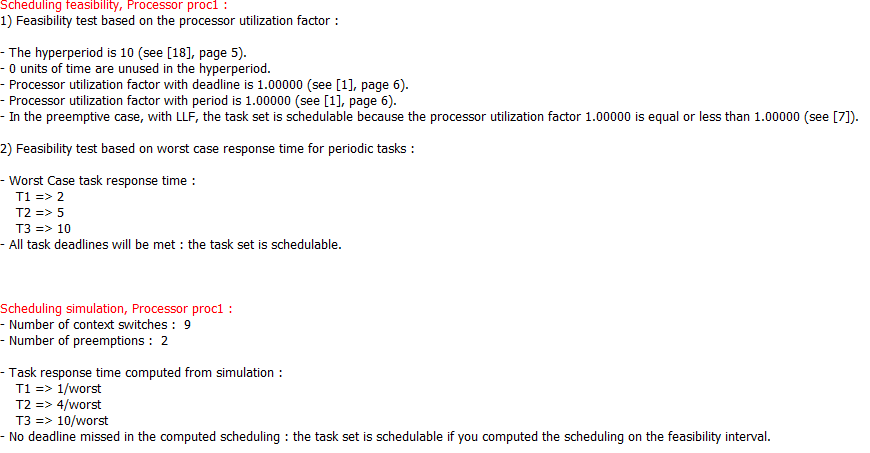 Scheduling feasibility, Processor proc1 :
1) Feasibility test based on the processor utilization factor :
- The hyperperiod is 10 (see [18], page 5).
- 0 units of time are unused in the hyperperiod.
- Processor utilization factor with deadline is 1.00000 (see [1], page 6).
- Processor utilization factor with period is 1.00000 (see [1], page 6).
- In the preemptive case, with LLF, the task set is schedulable because the processor utilization factor 1.00000 is equal or less than 1.00000 (see [7]).
2) Feasibility test based on worst case response time for periodic tasks :
- Worst Case task response time :
T1 => 2
T2 => 5
T3 => 10
- All task deadlines will be met : the task set is schedulable.
Scheduling simulation, Processor proc1 :
- Number of context switches :  9
- Number of preemptions :  2
- Task response time computed from simulation :
T1 => 1/worst
T2 => 4/worst
T3 => 10/worst
- No deadline missed in the computed scheduling : the task set is schedulable if you computed the scheduling on the feasibility interval.